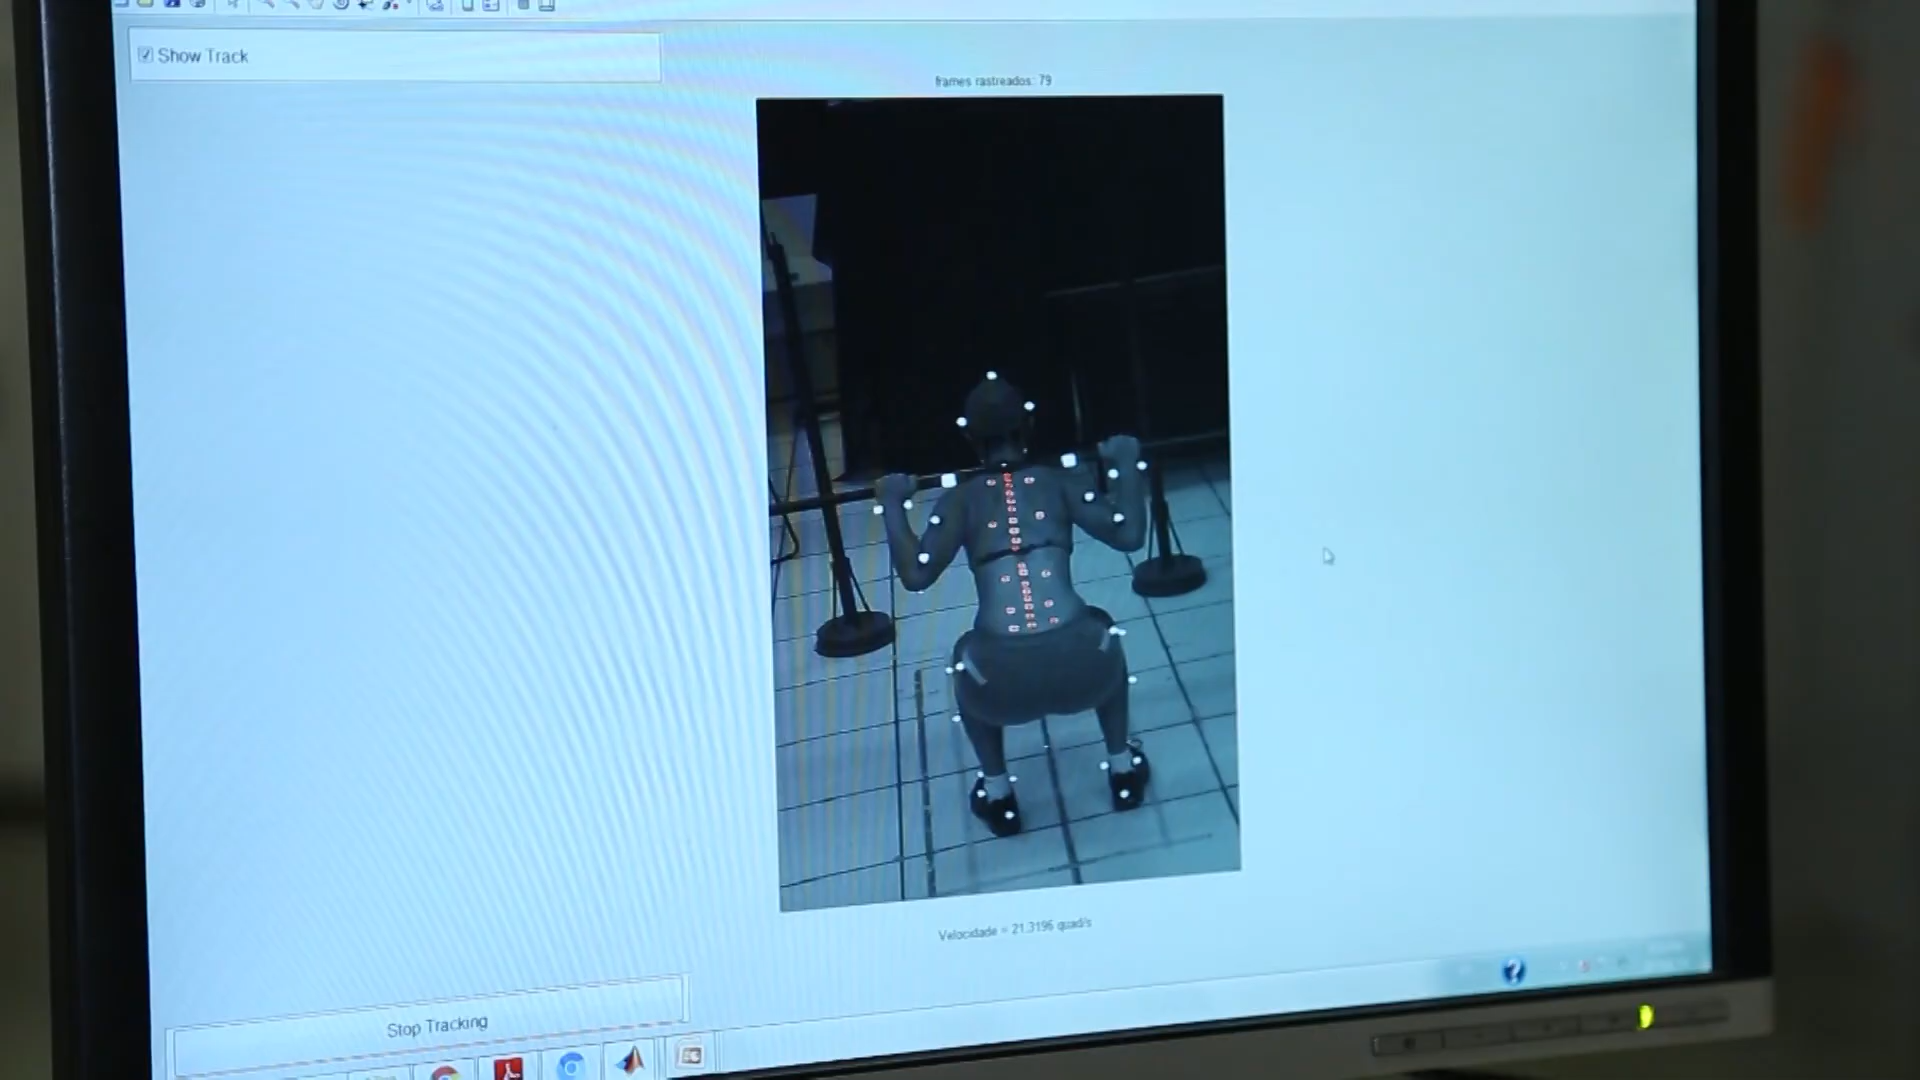 Show Track
frames rastreados: 79
Velocidade = 21.3196 quad/s
Stop Tracking